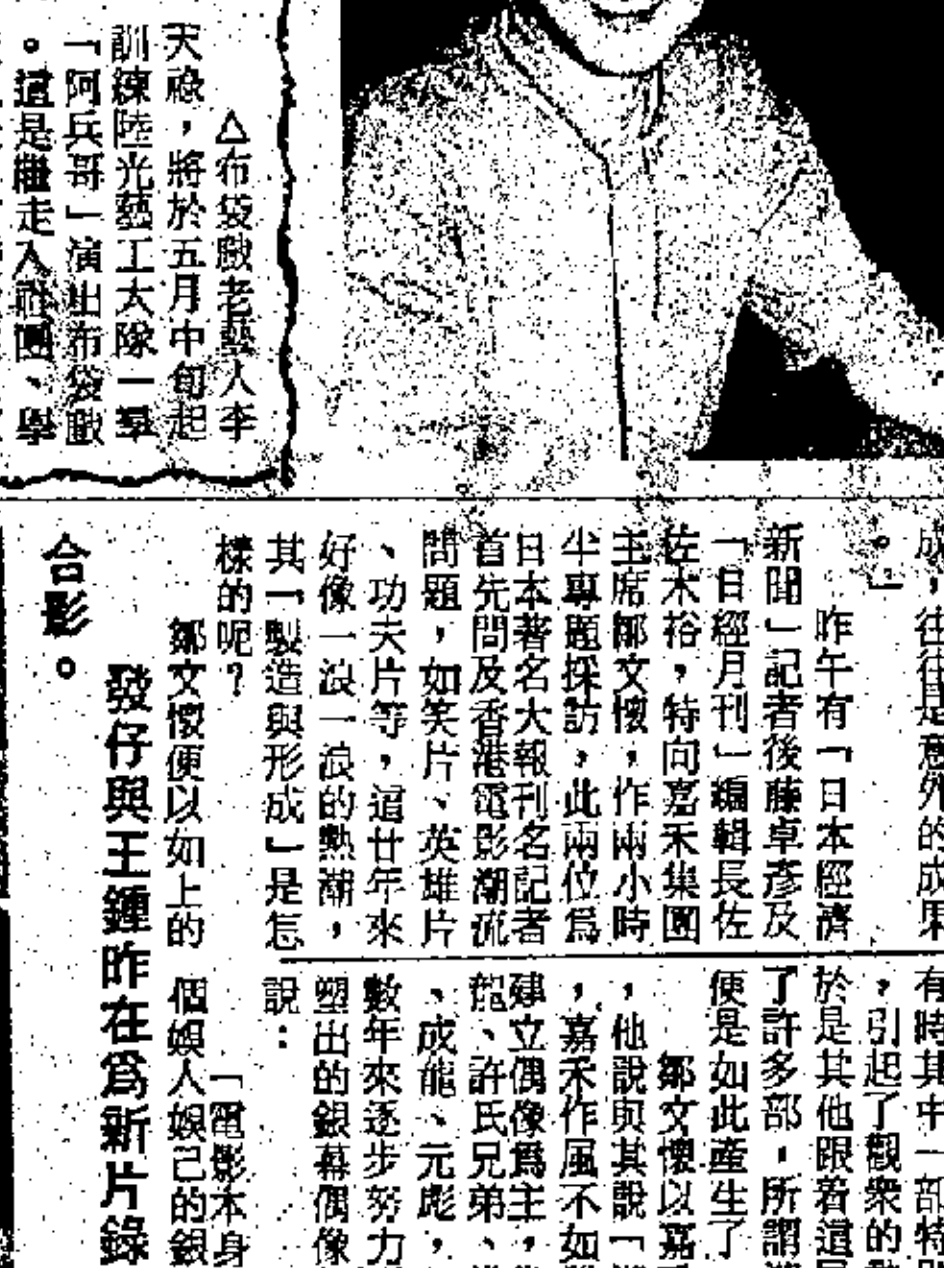 △布袋戲老藝人李
天祿，將於五月中旬起
訓練陸光藝工大隊一羣
「阿兵哥」演出布袋戲
。這是繼走入社團、學
成，往往是意外的成果
。」
昨午有「日本經濟
新聞」記者後藤卓彥及
「日經月刊」編輯長佐
佐木裕，特向嘉禾集團
主席鄒文懷，作兩小時
半專題採訪，此兩位爲
日本著名大報刊名記者
首先問及香港電影潮流
問題，如笑片、英雄片
、功夫片等，這廿年來
好像一浪一浪的熱潮，
其「製造與形成」是怎
樣的呢？
鄒文懷便以如上的
有時其中一部特
，引起了觀衆的
於是其他跟着這
了許多部，所謂
便是如此產生了
鄒文懷以嘉
，他說與其說「
，嘉禾作風不如
建立偶像爲主，
龍、許氏兄弟、
、成龍、元彪，
數年來逐步努力
塑出的銀幕偶像
說：
「電影本身
個娛人娛己的銀
發仔與王鍾昨在爲新片錄
合影。